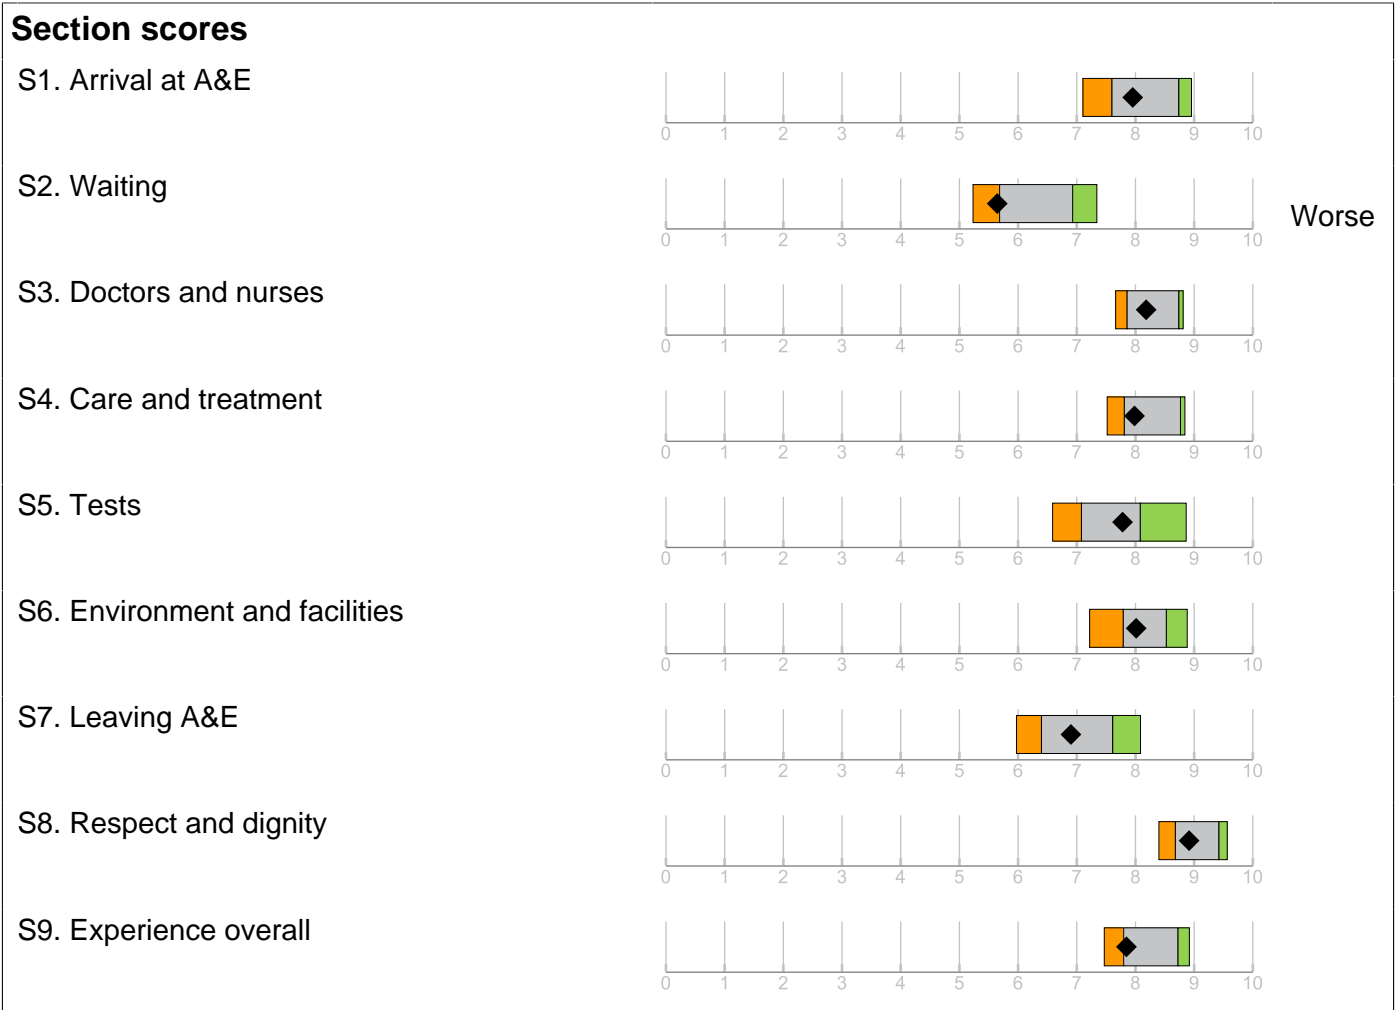 Section scores
S1. Arrival at A&E
0 1 2 3 4 5 6 7 8 9 10
S2. Waiting
Worse
0 1 2 3 4 5 6 7 8 9 10
S3. Doctors and nurses
0 1 2 3 4 5 6 7 8 9 10
S4. Care and treatment
0 1 2 3 4 5 6 7 8 9 10
S5. Tests
0 1 2 3 4 5 6 7 8 9 10
S6. Environment and facilities
0 1 2 3 4 5 6 7 8 9 10
S7. Leaving A&E
0 1 2 3 4 5 6 7 8 9 10
S8. Respect and dignity
0 1 2 3 4 5 6 7 8 9 10
S9. Experience overall
0 1 2 3 4 5 6 7 8 9 10